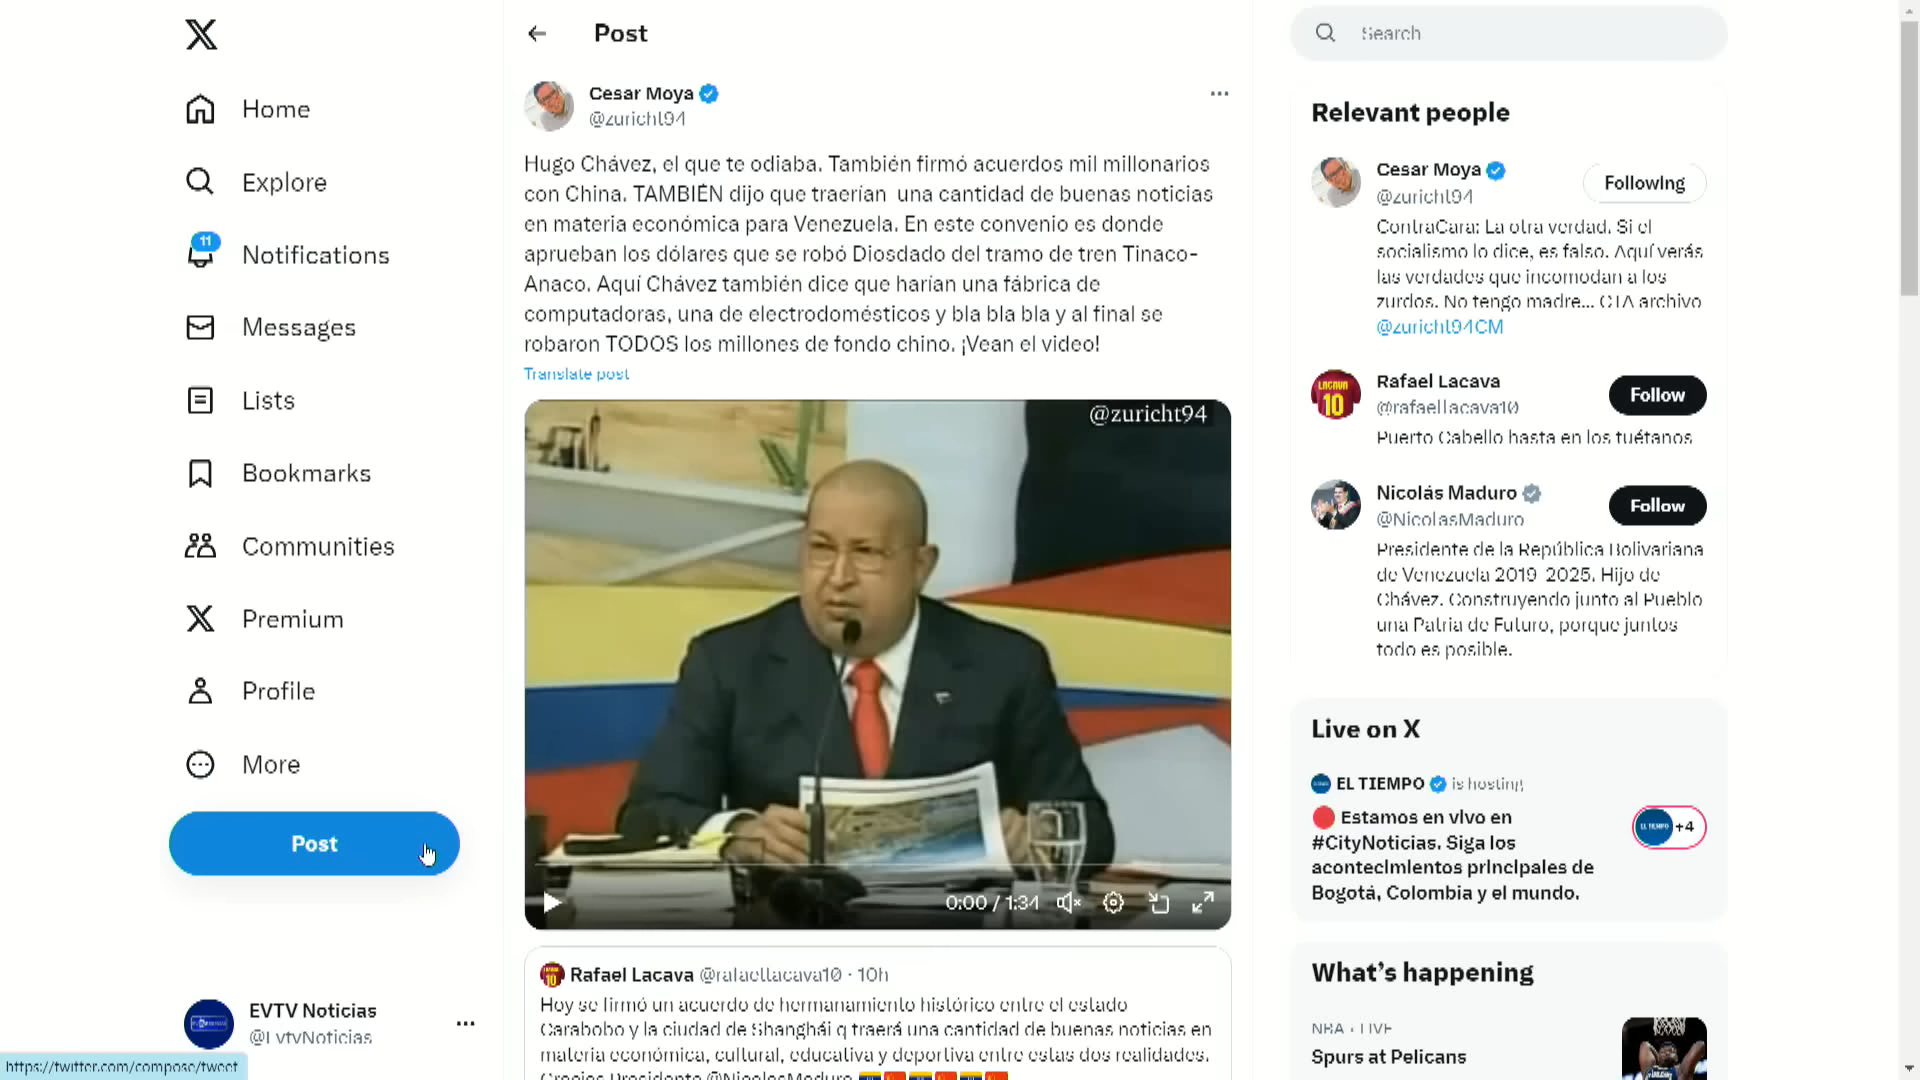 Home
Explore
11
Notifications
Messages
Lists
Bookmarks
Communities
Premium
Profile
More
Post
EVTV Noticias
@EvtvNoticias
https://twitter.com/compose/tweet
Post
Cesar Moya
@zuricht94
Hugo Chávez, el que te odiaba. También firmó acuerdos mil millonarios
con China. TAMBIÉN dijo que traerían una cantidad de buenas noticias
en materia económica para Venezuela. En este convenio es donde
aprueban los dólares que se robó Diosdado del tramo de tren Tinaco-
Anaco. Aquí Chávez también dice que harían una fábrica de
computadoras, una de electrodomésticos y bla bla bla y al final se
robaron TODOS los millones de fondo chino. ¡Vean el video!
Translate post
@zuricht94
0:00 / 1:34
Rafael Lacava @rafaellacava10 · 10h
Hoy se firmó un acuerdo de hermanamiento histórico entre el estado
Carabobo y la ciudad de Shanghái q traerá una cantidad de buenas noticias en
materia económica, cultural, educativa y deportiva entre estas dos realidades.
Gracias Presidente @NicolasMaduro
Search
Relevant people
Cesar Moya
@zuricht94
Following
ContraCara: La otra verdad. Si el
socialismo lo dice, es falso. Aquí verás
las verdades que incomodan a los
zurdos. No tengo madre... CTA archivo
@zuricht94CM
Rafael Lacava
@rafaellacava10
Follow
Puerto Cabello hasta en los tuétanos
Nicolás Maduro
@NicolasMaduro
Follow
Presidente de la República Bolivariana
de Venezuela 2019-2025. Hijo de
Chávez. Construyendo junto al Pueblo
una Patria de Futuro, porque juntos
todo es posible.
Live on X
EL TIEMPO is hosting
Estamos en vivo en
#CityNoticias. Siga los
acontecimientos principales de
Bogotá, Colombia y el mundo.
EL TIEMPO +4
What's happening
NBA · LIVE
Spurs at Pelicans